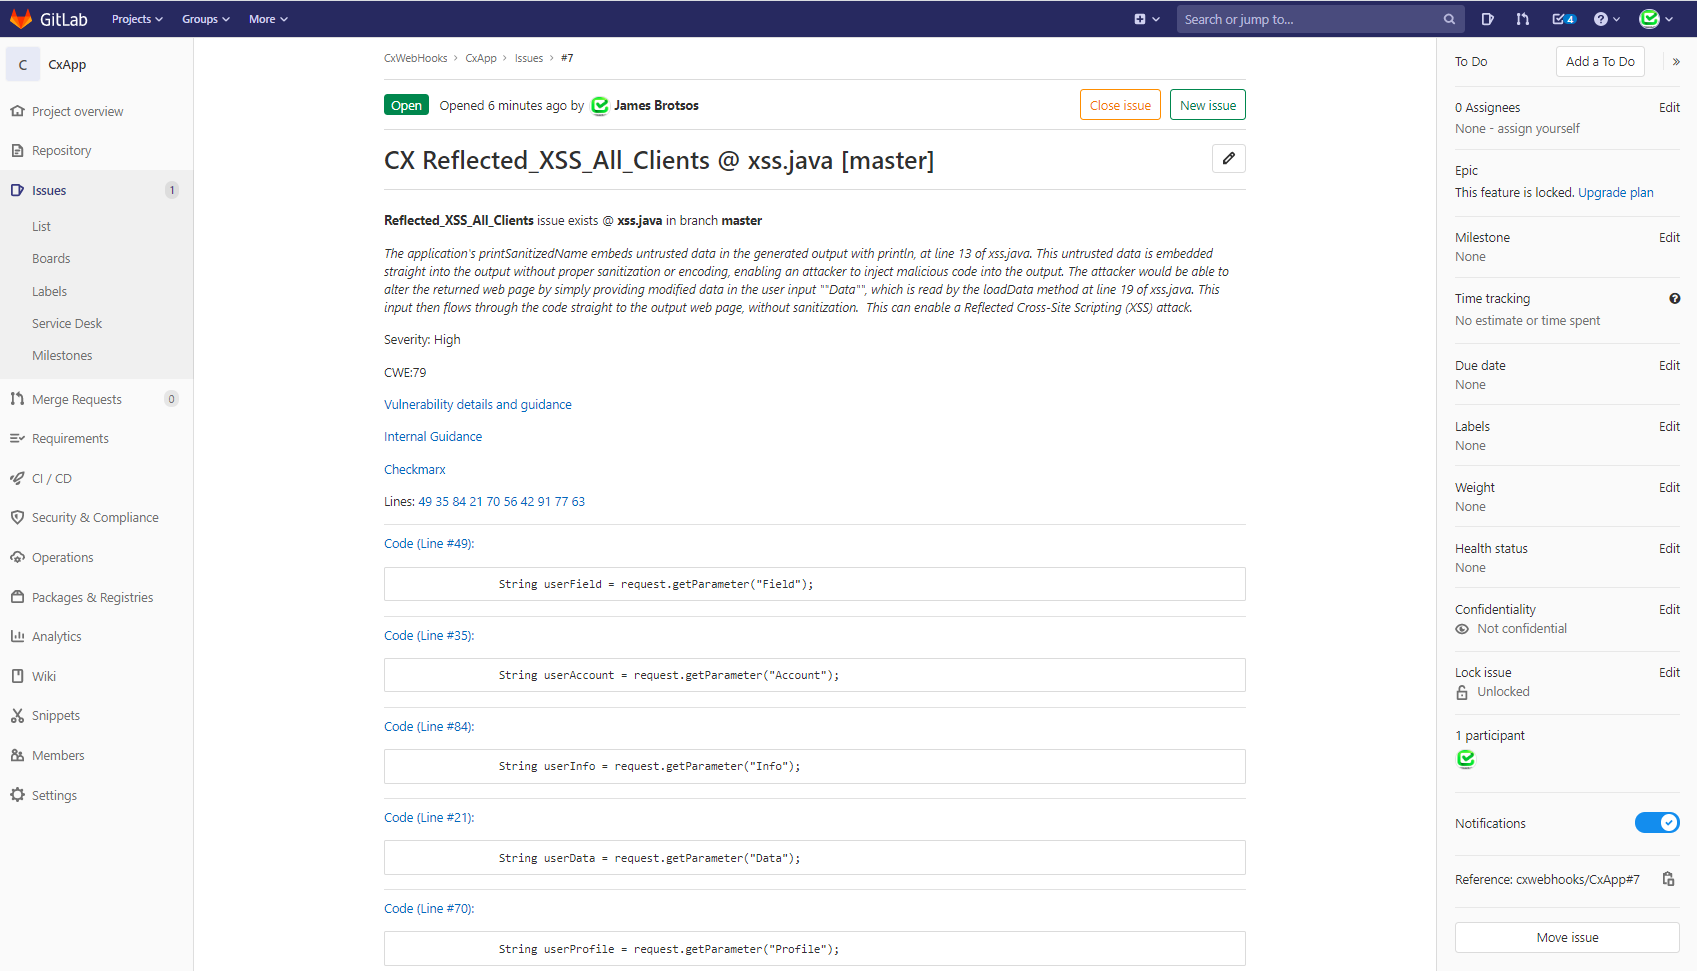 GitLab Projects Groups More Search or jump to... 4
C CxApp
Project overview
Repository
Issues 1
List
Boards
Labels
Service Desk
Milestones
Merge Requests 0
Requirements
CI / CD
Security & Compliance
Operations
Packages & Registries
Analytics
Wiki
Snippets
Members
Settings
CxWebHooks › CxApp › Issues › #7
Open Opened 6 minutes ago by James Brotsos Close issue New issue
CX Reflected_XSS_All_Clients @ xss.java [master]
Reflected_XSS_All_Clients issue exists @ xss.java in branch master
The application's printSanitizedName embeds untrusted data in the generated output with println, at line 13 of xss.java. This untrusted data is embedded
straight into the output without proper sanitization or encoding, enabling an attacker to inject malicious code into the output. The attacker would be able to
alter the returned web page by simply providing modified data in the user input ""Data"", which is read by the loadData method at line 19 of xss.java. This
input then flows through the code straight to the output web page, without sanitization.  This can enable a Reflected Cross-Site Scripting (XSS) attack.
Severity: High
CWE:79
Vulnerability details and guidance
Internal Guidance
Checkmarx
Lines: 49 35 84 21 70 56 42 91 77 63
Code (Line #49):
String userField = request.getParameter("Field");
Code (Line #35):
String userAccount = request.getParameter("Account");
Code (Line #84):
String userInfo = request.getParameter("Info");
Code (Line #21):
String userData = request.getParameter("Data");
Code (Line #70):
String userProfile = request.getParameter("Profile");
To Do Add a To Do »
0 Assignees Edit
None - assign yourself
Epic
This feature is locked. Upgrade plan
Milestone Edit
None
Time tracking
No estimate or time spent
Due date Edit
None
Labels Edit
None
Weight Edit
None
Health status Edit
None
Confidentiality Edit
Not confidential
Lock issue Edit
Unlocked
1 participant
Notifications
Reference: cxwebhooks/CxApp#7
Move issue